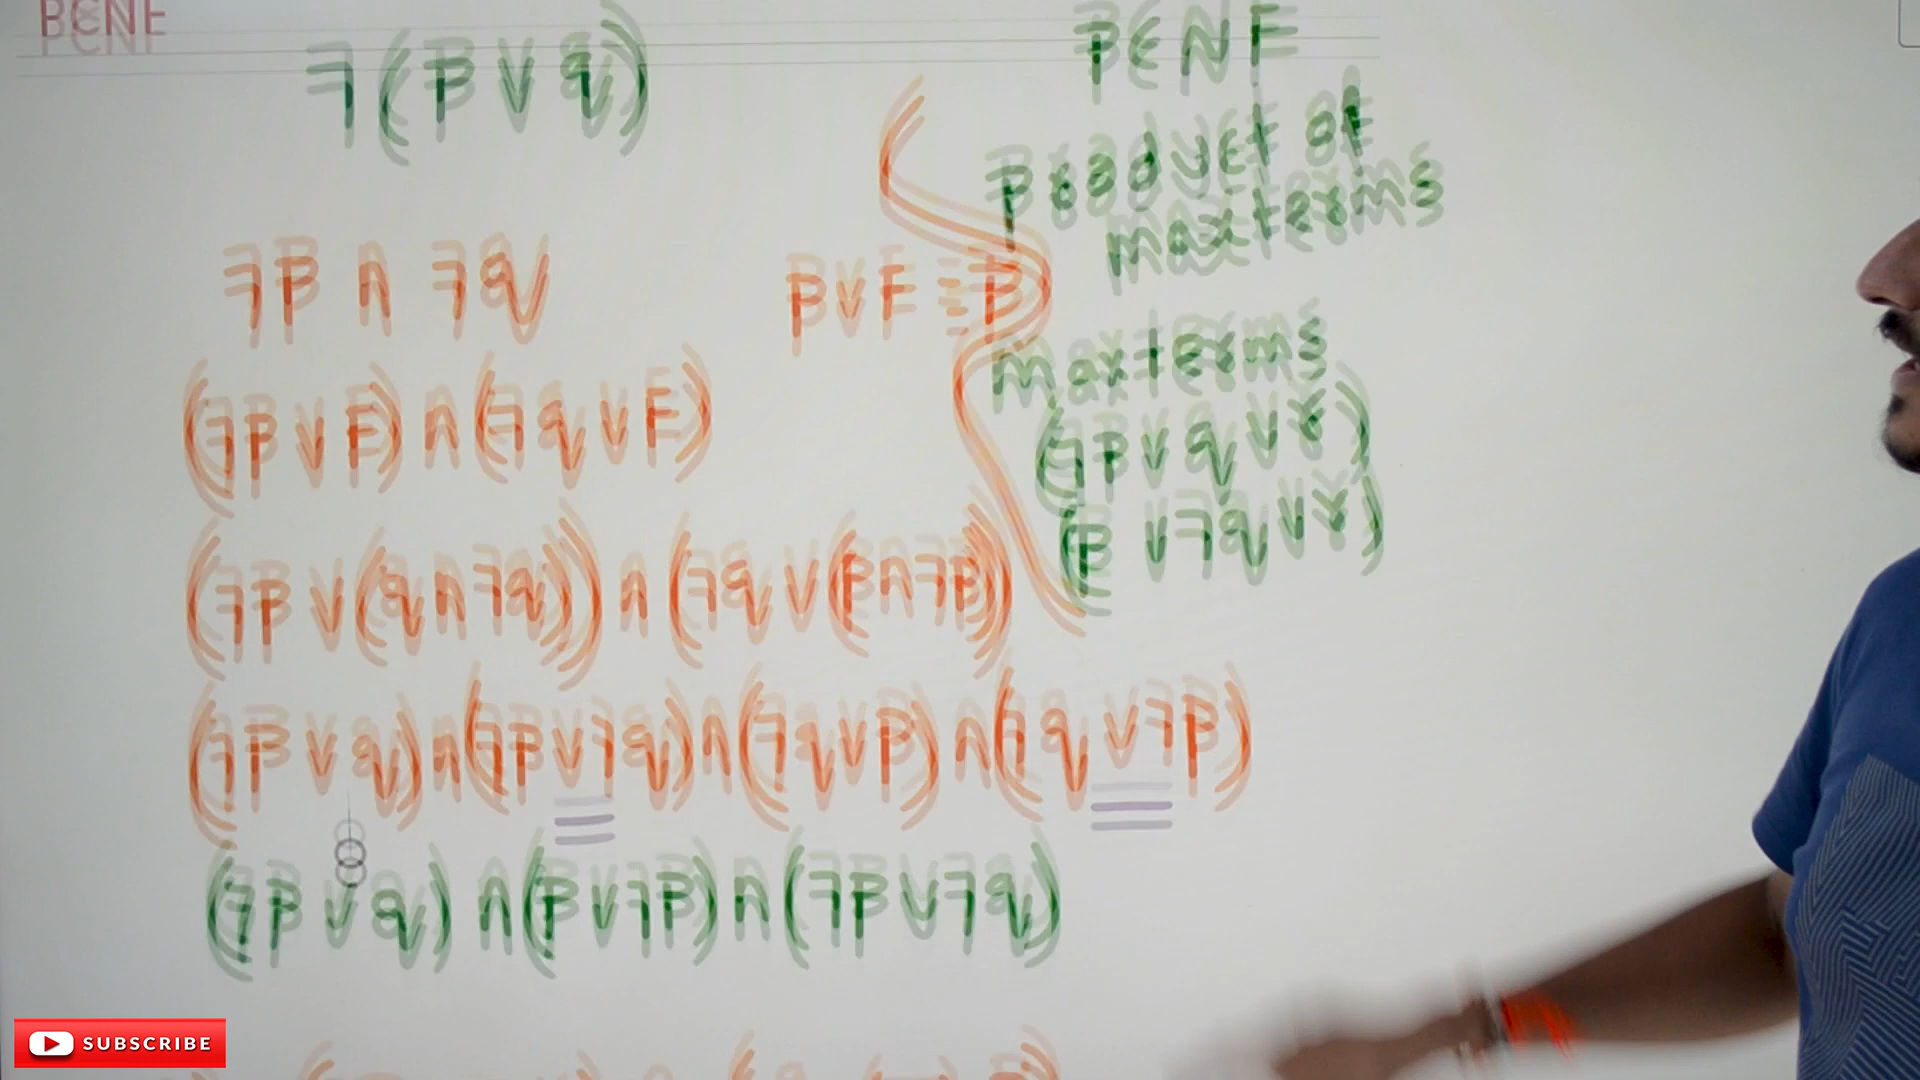 PCNF
¬(P ∨ q)
¬P ∧ ¬q
(¬P ∨ F) ∧ (¬q ∨ F)
(¬P ∨ (q ∧ ¬q)) ∧ (¬q ∨ (P ∧ ¬P))
(¬P ∨ q) ∧ (¬P ∨ ¬q) ∧ (¬q ∨ P) ∧ (¬q ∨ ¬P)
(¬P ∨ q) ∧ (P ∨ ¬P) ∧ (¬P ∨ ¬q)
P ∨ F ≡ P
PCNF
product of
maxterms
maxterms
(¬P ∨ q ∨ r)
(P ∨ ¬q ∨ r)
SUBSCRIBE